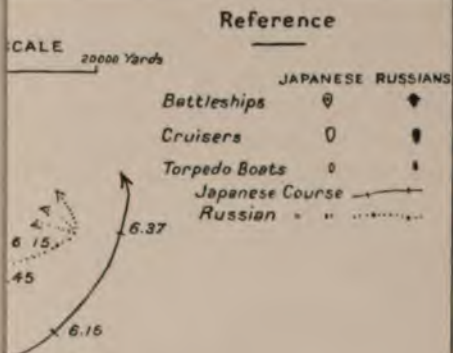 Reference
SCALE
20000 Yards
JAPANESE RUSSIANS
Battleships
Cruisers
Torpedo Boats
Japanese Course
Russian " "
6.37
6 15
.45
6.15